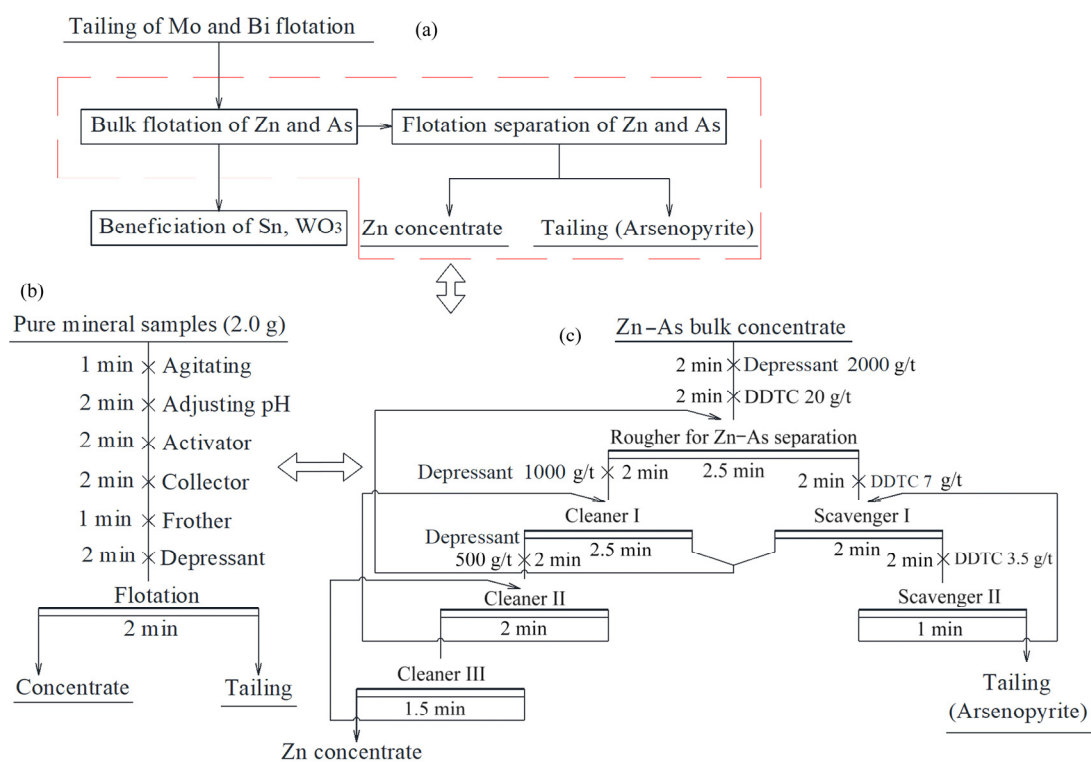 Tailing of Mo and Bi flotation
(a)
Bulk flotation of Zn and As
Flotation separation of Zn and As
Beneficiation of Sn, WO3
Zn concentrate
Tailing (Arsenopyrite)
(b)
Pure mineral samples (2.0 g)
1 min Agitating
2 min Adjusting pH
2 min Activator
2 min Collector
1 min Frother
2 min Depressant
Flotation
2 min
Concentrate
Tailing
(c)
Zn-As bulk concentrate
2 min Depressant 2000 g/t
2 min DDTC 20 g/t
Rougher for Zn-As separation
2.5 min
Depressant 1000 g/t 2 min
2 min DDTC 7 g/t
Cleaner I
2.5 min
Scavenger I
2 min
Depressant
500 g/t 2 min
2 min DDTC 3.5 g/t
Cleaner II
2 min
Scavenger II
1 min
Cleaner III
1.5 min
Zn concentrate
Tailing
(Arsenopyrite)